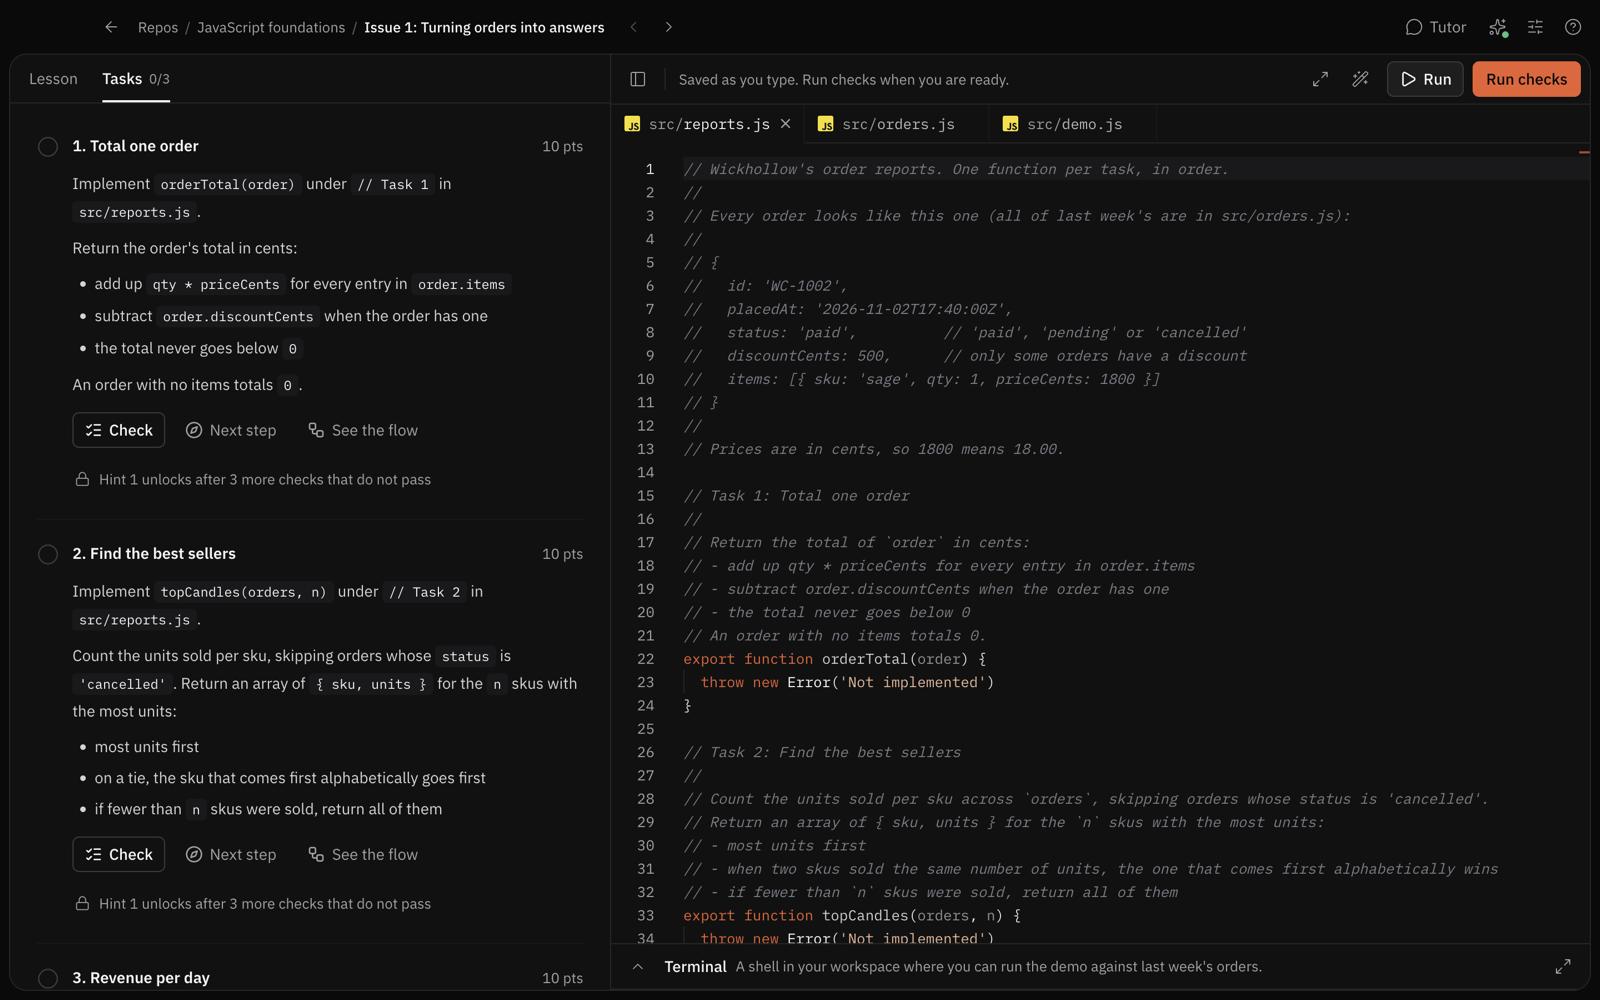 Repos / JavaScript foundations / Issue 1: Turning orders into answers
Tutor
Lesson
Tasks 0/3
1. Total one order 10 pts
Implement orderTotal(order) under // Task 1 in
src/reports.js.
Return the order's total in cents:
• add up qty * priceCents for every entry in order.items
• subtract order.discountCents when the order has one
• the total never goes below 0
An order with no items totals 0.
Check Next step See the flow
Hint 1 unlocks after 3 more checks that do not pass
2. Find the best sellers 10 pts
Implement topCandles(orders, n) under // Task 2 in
src/reports.js.
Count the units sold per sku, skipping orders whose status is
'cancelled'. Return an array of { sku, units } for the n skus with
the most units:
• most units first
• on a tie, the sku that comes first alphabetically goes first
• if fewer than n skus were sold, return all of them
Check Next step See the flow
Hint 1 unlocks after 3 more checks that do not pass
3. Revenue per day 10 pts
Saved as you type. Run checks when you are ready.
Run
Run checks
JS src/reports.js
JS src/orders.js
JS src/demo.js
1 // Wickhollow's order reports. One function per task, in order.
2 //
3 // Every order looks like this one (all of last week's are in src/orders.js):
4 //
5 // {
6 //   id: 'WC-1002',
7 //   placedAt: '2026-11-02T17:40:00Z',
8 //   status: 'paid',          // 'paid', 'pending' or 'cancelled'
9 //   discountCents: 500,      // only some orders have a discount
10 //   items: [{ sku: 'sage', qty: 1, priceCents: 1800 }]
11 // }
12 //
13 // Prices are in cents, so 1800 means 18.00.
14
15 // Task 1: Total one order
16 //
17 // Return the total of `order` in cents:
18 // - add up qty * priceCents for every entry in order.items
19 // - subtract order.discountCents when the order has one
20 // - the total never goes below 0
21 // An order with no items totals 0.
22 export function orderTotal(order) {
23   throw new Error('Not implemented')
24 }
25
26 // Task 2: Find the best sellers
27 //
28 // Count the units sold per sku across `orders`, skipping orders whose status is 'cancelled'.
29 // Return an array of { sku, units } for the `n` skus with the most units:
30 // - most units first
31 // - when two skus sold the same number of units, the one that comes first alphabetically wins
32 // - if fewer than `n` skus were sold, return all of them
33 export function topCandles(orders, n) {
34   throw new Error('Not implemented')
Terminal A shell in your workspace where you can run the demo against last week's orders.